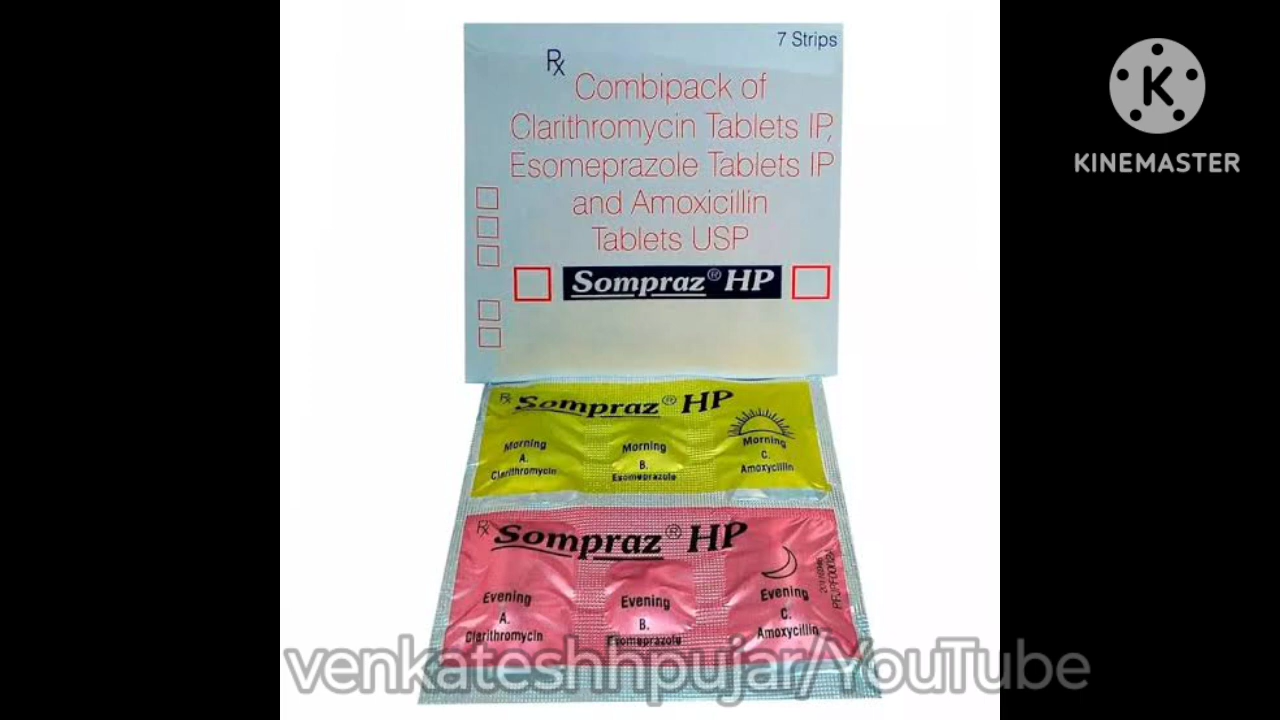 7 Strips
Rx
Combipack of
Clarithromycin Tablets IP,
Esomeprazole Tablets IP
and Amoxicillin
Tablets USP
Sompraz® HP
K
KINEMASTER
Rx Sompraz® HP
Morning
A.
Clarithromycin
Morning
B.
Esomeprazole
Morning
C.
Amoxycillin
Rx Sompraz® HP
Evening
A.
Clarithromycin
Evening
B.
Esomeprazole
Evening
C.
Amoxycillin
venkateshhpujar/YouTube